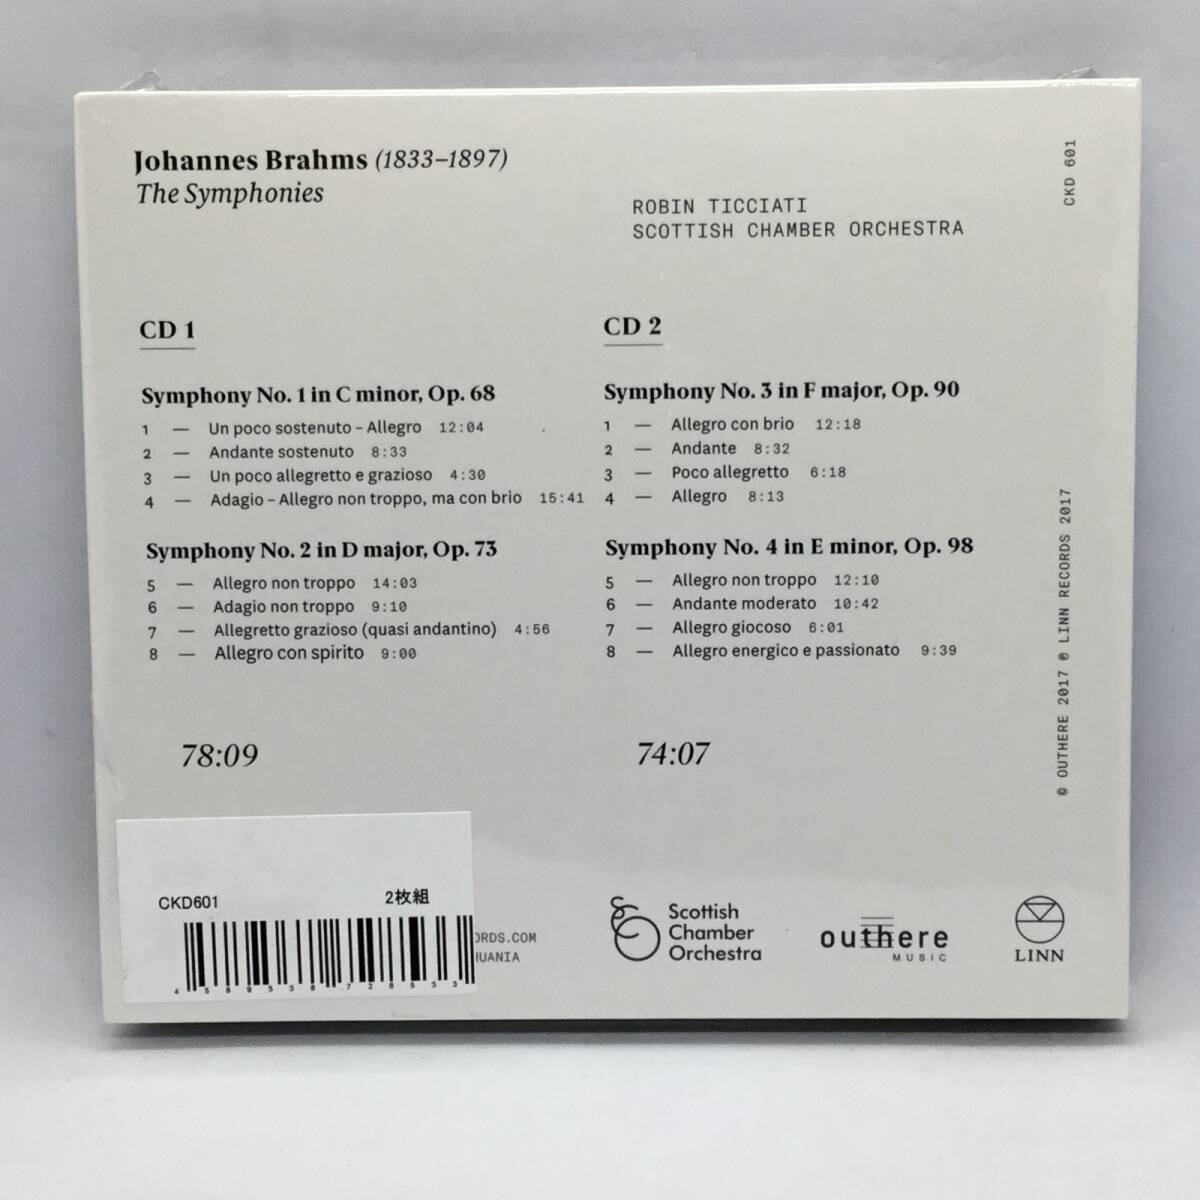 Johannes Brahms (1833–1897)
The Symphonies
ROBIN TICCIATI
SCOTTISH CHAMBER ORCHESTRA
CKD 601
CD 1
Symphony No. 1 in C minor, Op. 68
1 — Un poco sostenuto – Allegro 12:04
2 — Andante sostenuto 8:33
3 — Un poco allegretto e grazioso 4:30
4 — Adagio – Allegro non troppo, ma con brio 15:41
Symphony No. 2 in D major, Op. 73
5 — Allegro non troppo 14:03
6 — Adagio non troppo 9:10
7 — Allegretto grazioso (quasi andantino) 4:56
8 — Allegro con spirito 9:00
78:09
CD 2
Symphony No. 3 in F major, Op. 90
1 — Allegro con brio 12:18
2 — Andante 8:32
3 — Poco allegretto 6:18
4 — Allegro 8:13
Symphony No. 4 in E minor, Op. 98
5 — Allegro non troppo 12:10
6 — Andante moderato 10:42
7 — Allegro giocoso 6:01
8 — Allegro energico e passionato 9:39
74:07
© OUTHERE 2017 ℗ LINN RECORDS 2017
CKD601 2枚組
ORDS.COM
HUANIA
Scottish
Chamber
Orchestra
outhere
MUSIC
LINN